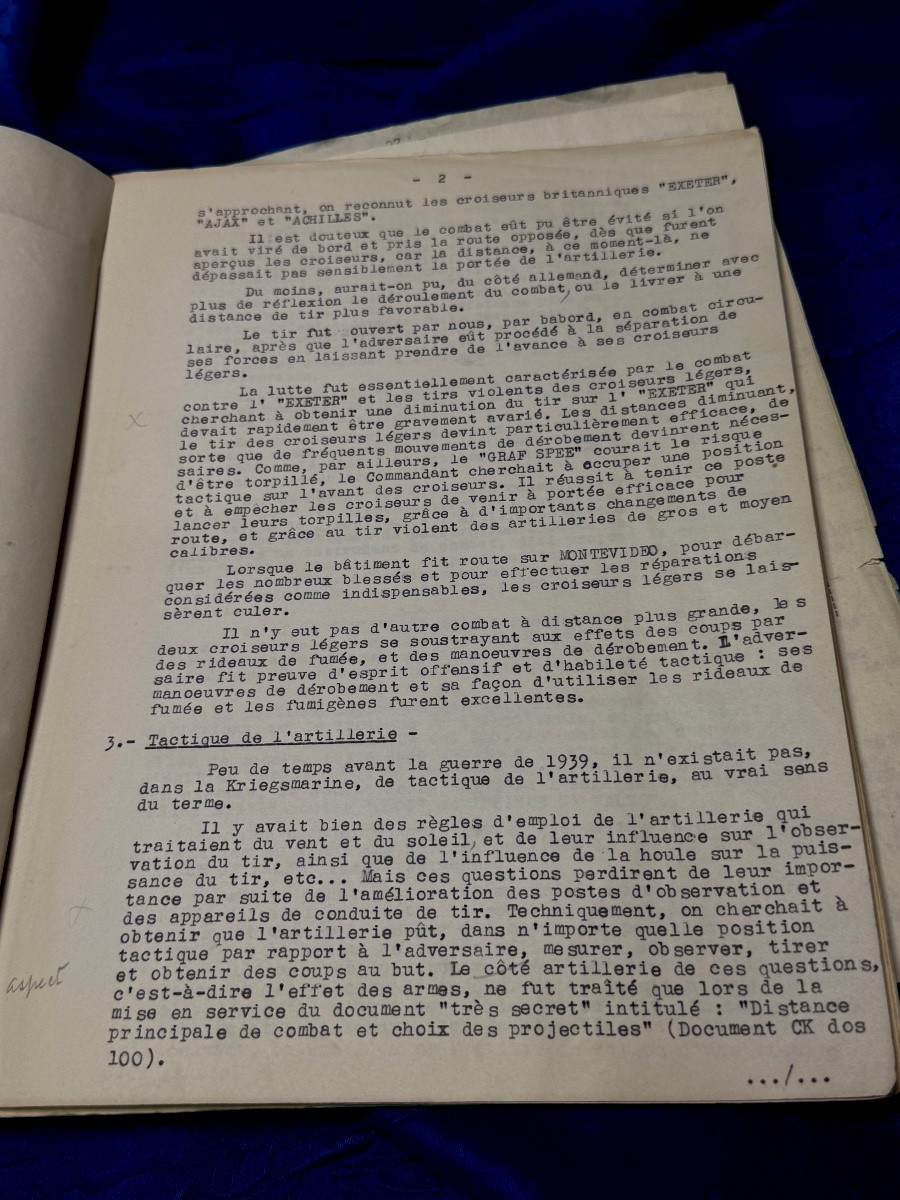 - 2 -
s'approchant, on reconnut les croiseurs britanniques "EXETER",
"AJAX" et "ACHILLES".
Il est douteux que le combat eût pu être évité si l'on
avait viré de bord et pris la route opposée, dès que furent
aperçus les croiseurs, car la distance, à ce moment-là, ne
dépassait pas sensiblement la portée de l'artillerie.
Du moins, aurait-on pu, du côté allemand, déterminer avec
plus de réflexion le déroulement du combat, ou le livrer à une
distance de tir plus favorable.
Le tir fut ouvert par nous, par babord, en combat circu-
laire, après que l'adversaire eût procédé à la séparation de
ses forces en laissant prendre de l'avance à ses croiseurs
légers.
La lutte fut essentiellement caractérisée par le combat
contre l' "EXETER" et les tirs violents des croiseurs légers,
cherchant à obtenir une diminution du tir sur l' "EXETER" qui
devait rapidement être gravement avarié. Les distances diminuant,
le tir des croiseurs légers devint particulièrement efficace, de
sorte que de fréquents mouvements de dérobement devinrent néces-
saires. Comme, par ailleurs, le "GRAF SPEE" courait le risque
d'être torpillé, le Commandant cherchait à occuper une position
tactique sur l'avant des croiseurs. Il réussit à tenir ce poste
et à empêcher les croiseurs de venir à portée efficace pour
lancer leurs torpilles, grâce à d'importants changements de
route, et grâce au tir violent des artilleries de gros et moyen
calibres.
Lorsque le bâtiment fit route sur MONTEVIDEO, pour débar-
quer les nombreux blessés et pour effectuer les réparations
considérées comme indispensables, les croiseurs légers se lais-
sèrent culer.
Il n'y eut pas d'autre combat à distance plus grande, les
deux croiseurs légers se soustrayant aux effets des coups par
des rideaux de fumée, et des manoeuvres de dérobement. L'adver-
saire fit preuve d'esprit offensif et d'habileté tactique : ses
manoeuvres de dérobement et sa façon d'utiliser les rideaux de
fumée et les fumigènes furent excellentes.
3.- Tactique de l'artillerie -
Peu de temps avant la guerre de 1939, il n'existait pas,
dans la Kriegsmarine, de tactique de l'artillerie, au vrai sens
du terme.
Il y avait bien des règles d'emploi de l'artillerie qui
traitaient du vent et du soleil, et de leur influence sur l'obser-
vation du tir, ainsi que de l'influence de la houle sur la puis-
sance du tir, etc... Mais ces questions perdirent de leur impor-
tance par suite de l'amélioration des postes d'observation et
des appareils de conduite de tir. Techniquement, on cherchait à
obtenir que l'artillerie pût, dans n'importe quelle position
tactique par rapport à l'adversaire, mesurer, observer, tirer
et obtenir des coups au but. Le côté artillerie de ces questions,
aspect
c'est-à-dire l'effet des armes, ne fut traîté que lors de la
mise en service du document "très secret" intitulé : "Distance
principale de combat et choix des projectiles" (Document CK dos
100).
.../...